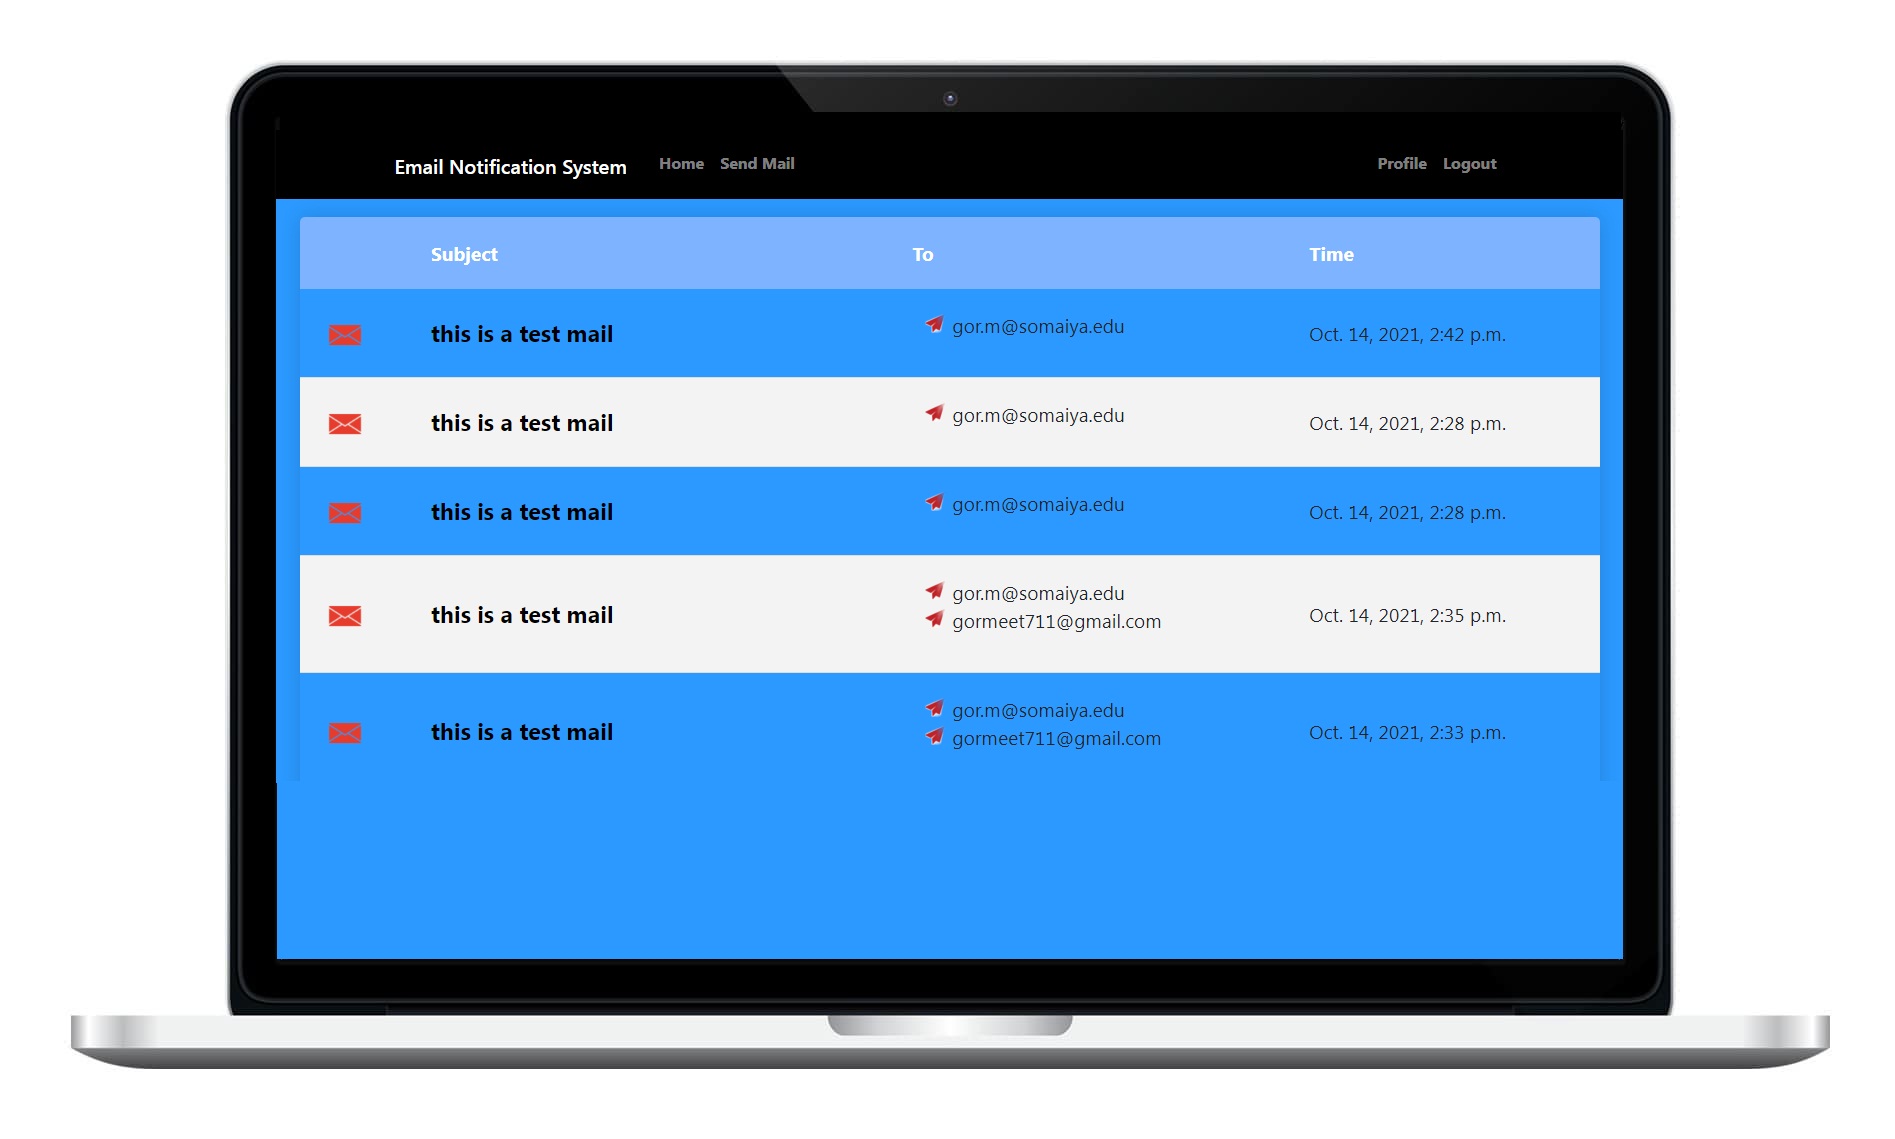 Email Notification System Home Send Mail Profile Logout
Subject To Time
this is a test mail gor.m@somaiya.edu Oct. 14, 2021, 2:42 p.m.
this is a test mail gor.m@somaiya.edu Oct. 14, 2021, 2:28 p.m.
this is a test mail gor.m@somaiya.edu Oct. 14, 2021, 2:28 p.m.
this is a test mail gor.m@somaiya.edu
gormeet711@gmail.com Oct. 14, 2021, 2:35 p.m.
this is a test mail gor.m@somaiya.edu
gormeet711@gmail.com Oct. 14, 2021, 2:33 p.m.